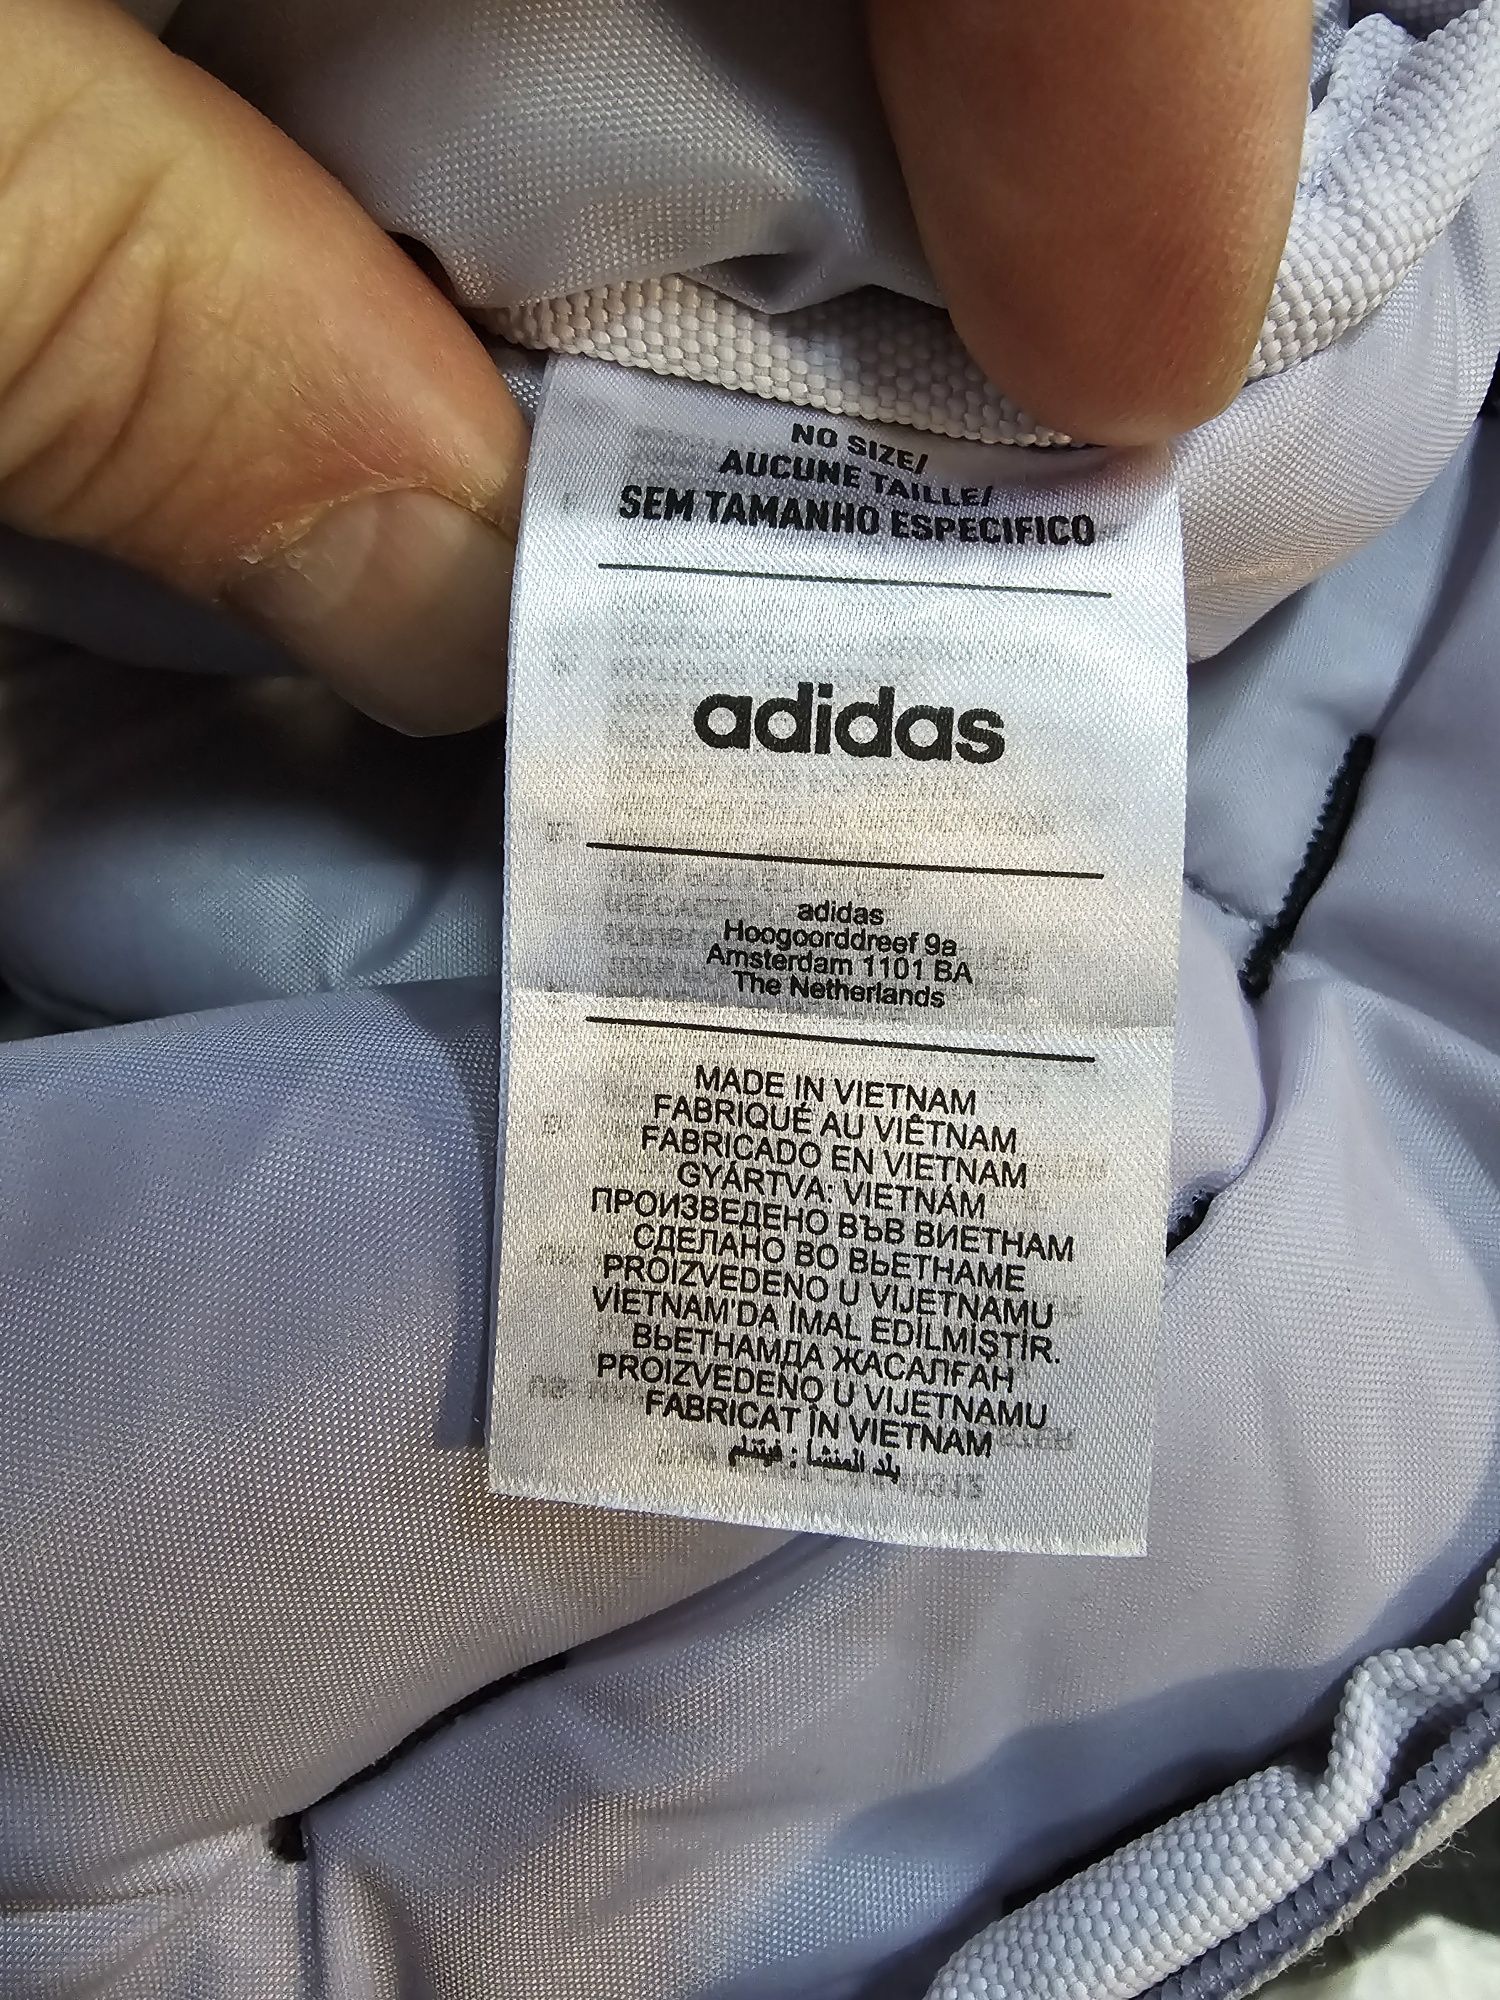 NO SIZE/
AUCUNE TAILLE/
SEM TAMANHO ESPECIFICO
adidas
adidas
Hoogoorddreef 9a
Amsterdam 1101 BA
The Netherlands
MADE IN VIETNAM
FABRIQUÉ AU VIÊTNAM
FABRICADO EN VIETNAM
GYÁRTVA: VIETNÁM
ПРОИЗВЕДЕНО ВЪВ ВИЕТНАМ
СДЕЛАНО ВО ВЬЕТНАМЕ
PROIZVEDENO U VIJETNAMU
VİETNAM'DA İMAL EDİLMİŞTİR.
ВЬЕТНАМДА ЖАСАЛҒАН
PROIZVEDENO U VIJETNAMU
FABRICAT ÎN VIETNAM
بلد المنشأ : فيتنام